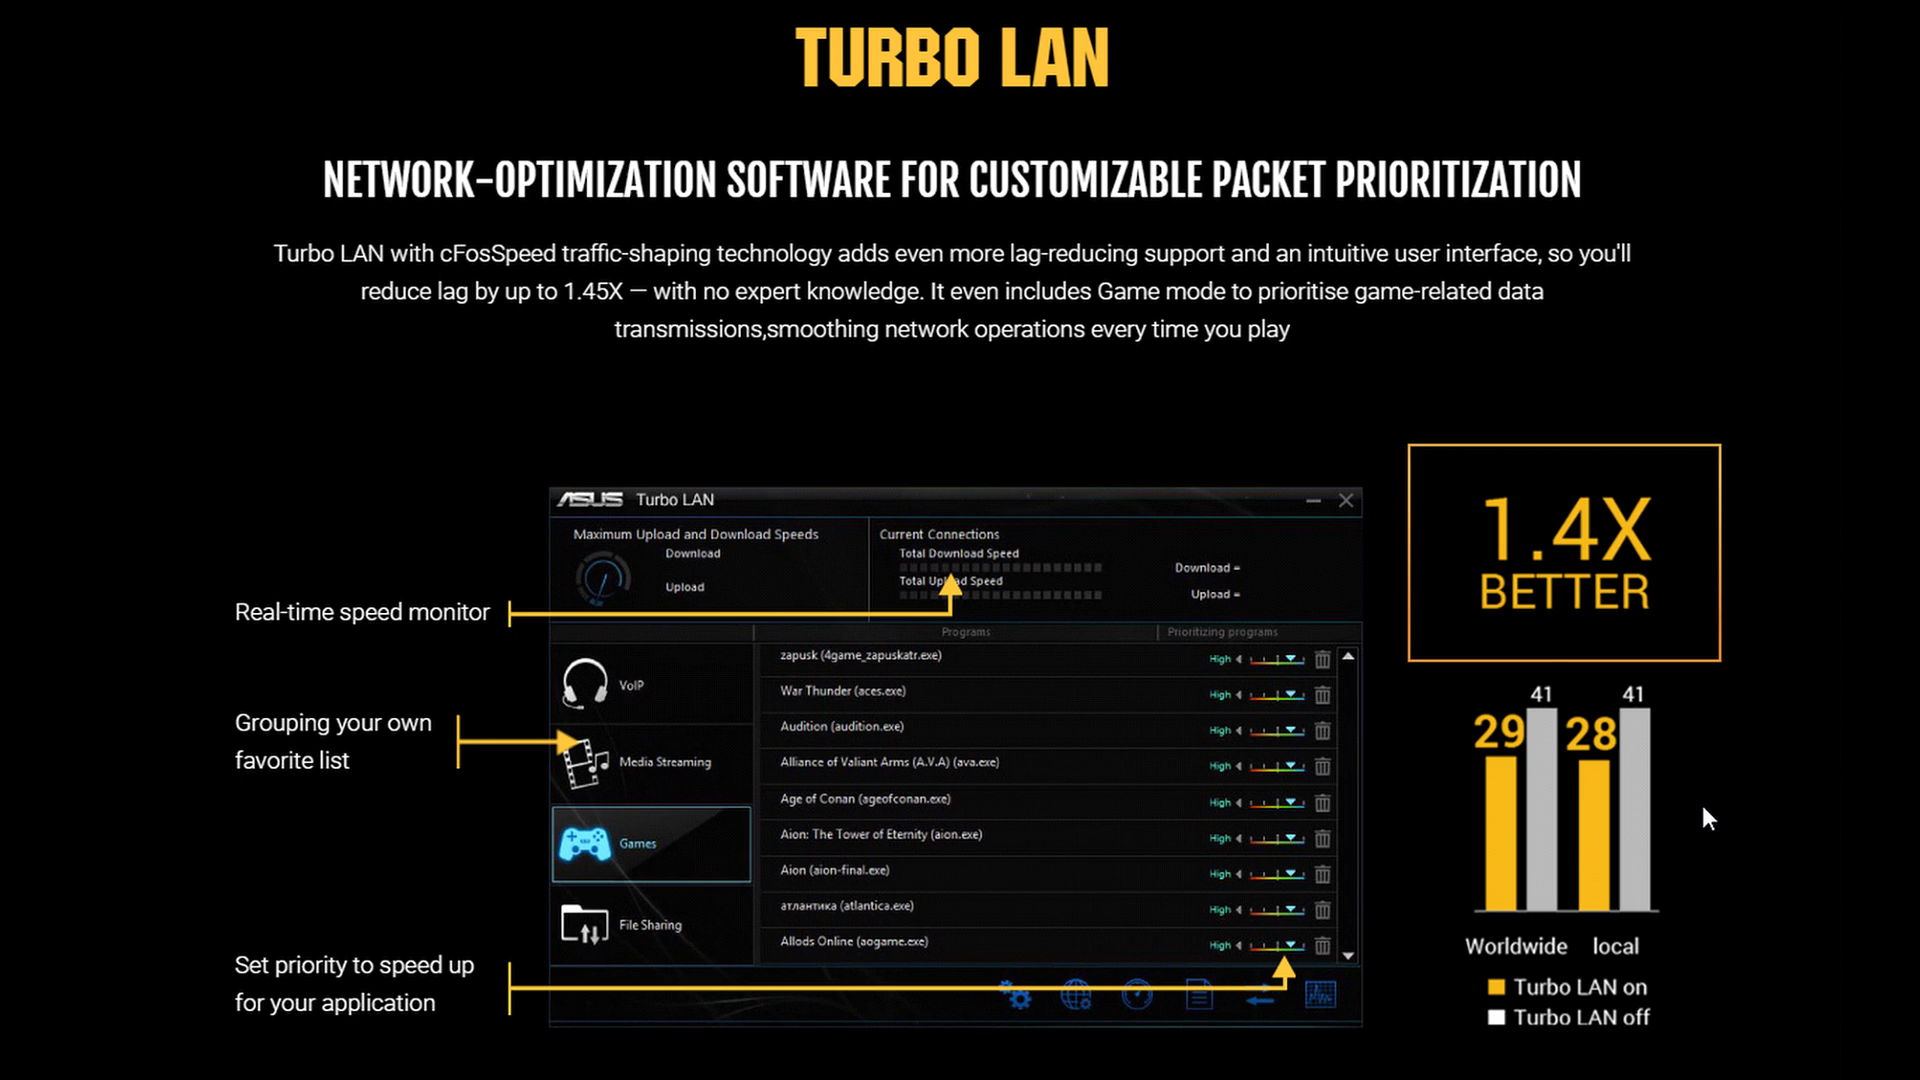 TURBO LAN
NETWORK-OPTIMIZATION SOFTWARE FOR CUSTOMIZABLE PACKET PRIORITIZATION
Turbo LAN with cFosSpeed traffic-shaping technology adds even more lag-reducing support and an intuitive user interface, so you'll
reduce lag by up to 1.45X — with no expert knowledge. It even includes Game mode to prioritise game-related data
transmissions,smoothing network operations every time you play
Real-time speed monitor
Grouping your own
favorite list
Set priority to speed up
for your application
ASUS Turbo LAN
Maximum Upload and Download Speeds
Download
Upload
Current Connections
Total Download Speed
Total Upload Speed
Download =
Upload =
Programs
Prioritizing programs
VoIP
Media Streaming
Games
File Sharing
zapusk (4game_zapuskatr.exe) High
War Thunder (aces.exe) High
Audition (audition.exe) High
Alliance of Valiant Arms (A.V.A) (ava.exe) High
Age of Conan (ageofconan.exe) High
Aion: The Tower of Eternity (aion.exe) High
Aion (aion-final.exe) High
атлантика (atlantica.exe) High
Allods Online (aogame.exe) High
1.4X
BETTER
29 41 28 41
Worldwide local
Turbo LAN on
Turbo LAN off